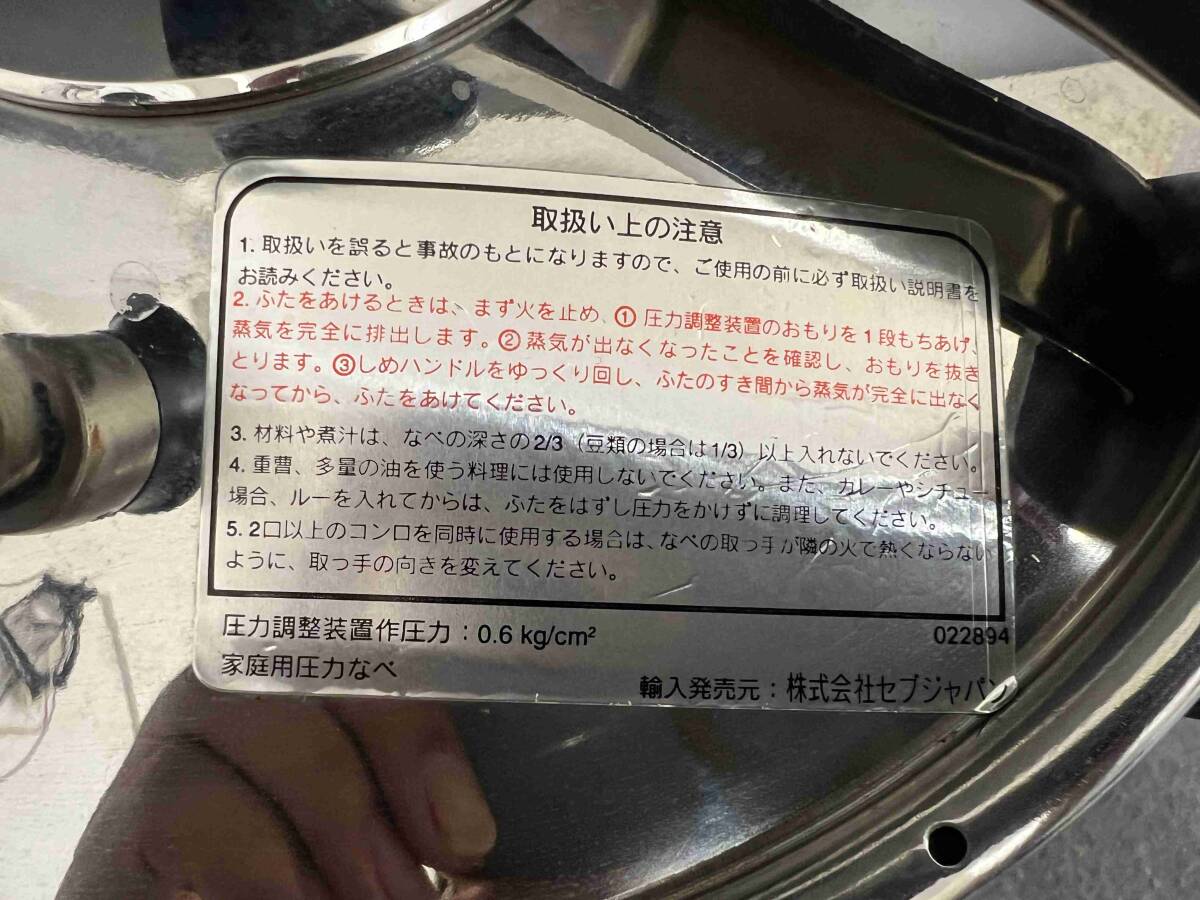 取扱い上の注意
1. 取扱いを誤ると事故のもとになりますので、ご使用の前に必ず取扱い説明書を
お読みください。
2. ふたをあけるときは、まず火を止め、① 圧力調整装置のおもりを1段もちあげ、
蒸気を完全に排出します。② 蒸気が出なくなったことを確認し、おもりを抜き
とります。③しめハンドルをゆっくり回し、ふたのすき間から蒸気が完全に出なく
なってから、ふたをあけてください。
3. 材料や煮汁は、なべの深さの2/3（豆類の場合は1/3）以上入れないでください。
4. 重曹、多量の油を使う料理には使用しないでください。また、カレーやシチュー
場合、ルーを入れてからは、ふたをはずし圧力をかけずに調理してください。
5. 2口以上のコンロを同時に使用する場合は、なべの取っ手が隣の火で熱くならない
ように、取っ手の向きを変えてください。
圧力調整装置作圧力：0.6 kg/cm²
022894
家庭用圧力なべ
輸入発売元：株式会社セブジャパン